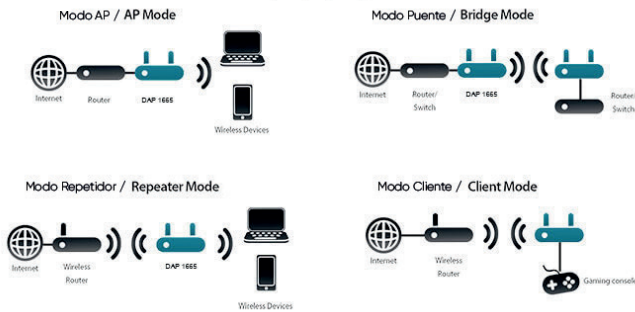 Modo AP / AP Mode
Internet
Router
DAP 1665
Wireless Devices
Modo Puente / Bridge Mode
Internet
Router/
Switch
DAP 1665
Router/
Switch
Modo Repetidor / Repeater Mode
Internet
Wireless
Router
DAP 1665
Wireless Devices
Modo Cliente / Client Mode
Internet
Wireless
Router
Gaming console